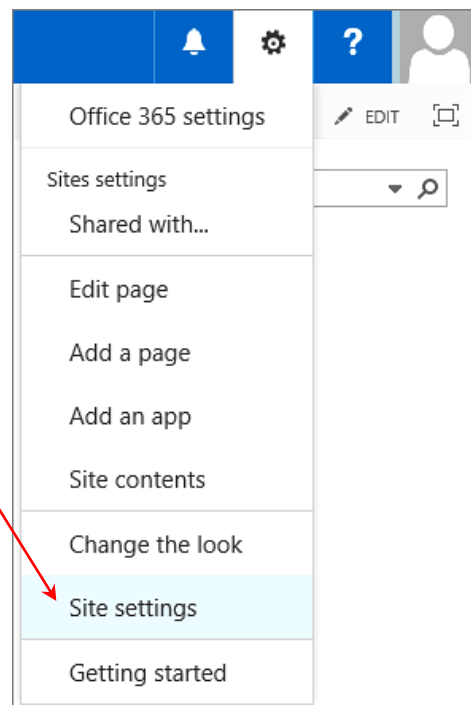 ?
Office 365 settings
EDIT
Sites settings
Shared with...
Edit page
Add a page
Add an app
Site contents
Change the look
Site settings
Getting started